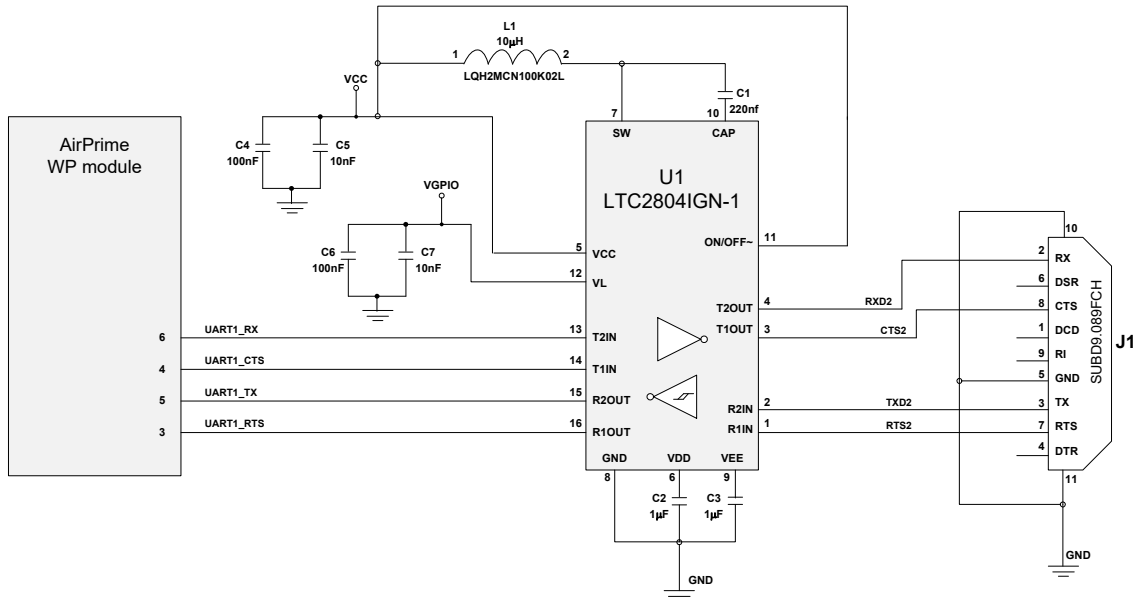 L1
10µH
1
2
LQH2MCN100K02L
VCC
C1
220nf
7
10
SW
CAP
AirPrime
WP module
C4
100nF
C5
10nF
U1
LTC2804IGN-1
VGPIO
10
ON/OFF~
11
5
VCC
C6
100nF
C7
10nF
12
VL
2
RX
6
DSR
T2OUT
4
RXD2
8
CTS
6
UART1_RX
13
T2IN
T1OUT
3
CTS2
1
DCD
J1
SUBD9.089FCH
9
RI
4
UART1_CTS
14
T1IN
5
GND
5
UART1_TX
15
R2OUT
R2IN
2
TXD2
3
TX
3
UART1_RTS
16
R1OUT
R1IN
1
RTS2
7
RTS
4
DTR
GND
VDD
VEE
8
6
9
11
C2
1µF
C3
1µF
GND
GND